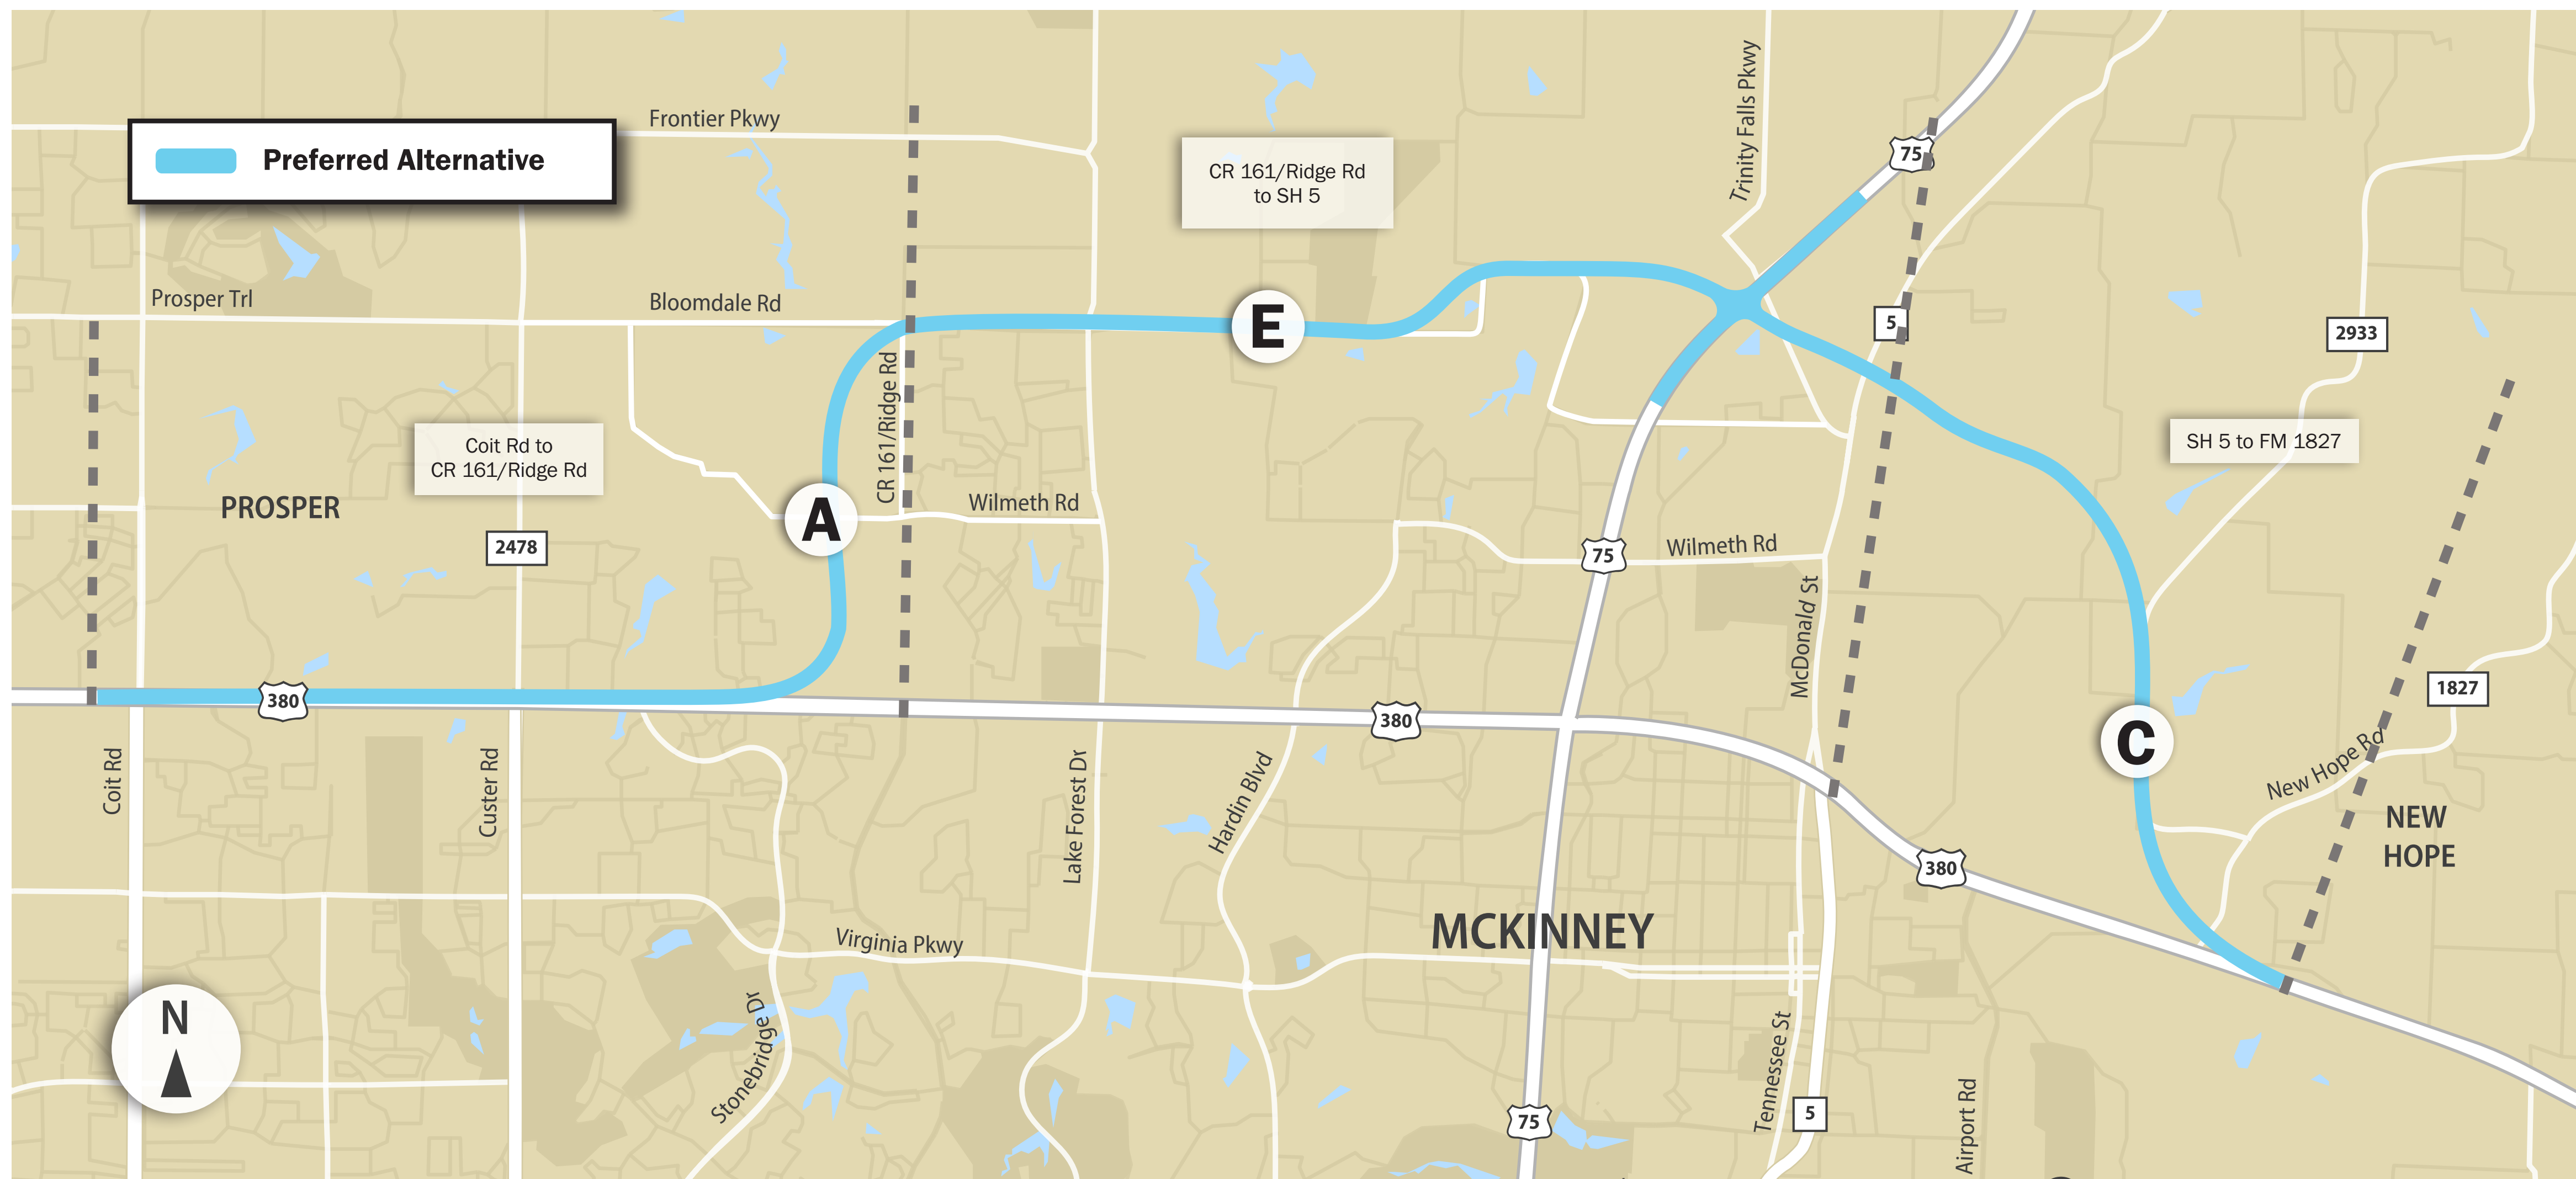 Preferred Alternative
Frontier Pkwy
CR 161/Ridge Rd
to SH 5
Trinity Falls Pkwy
75
Prosper Trl
Bloomdale Rd
E
5
2933
CR 161/Ridge Rd
Coit Rd to
CR 161/Ridge Rd
SH 5 to FM 1827
PROSPER
A
Wilmeth Rd
2478
75
Wilmeth Rd
McDonald St
380
380
1827
C
New Hope Rd
Coit Rd
Custer Rd
Lake Forest Dr
Hardin Blvd
380
NEW
HOPE
MCKINNEY
Virginia Pkwy
N
Stonebridge Dr
75
Tennessee St
5
Airport Rd